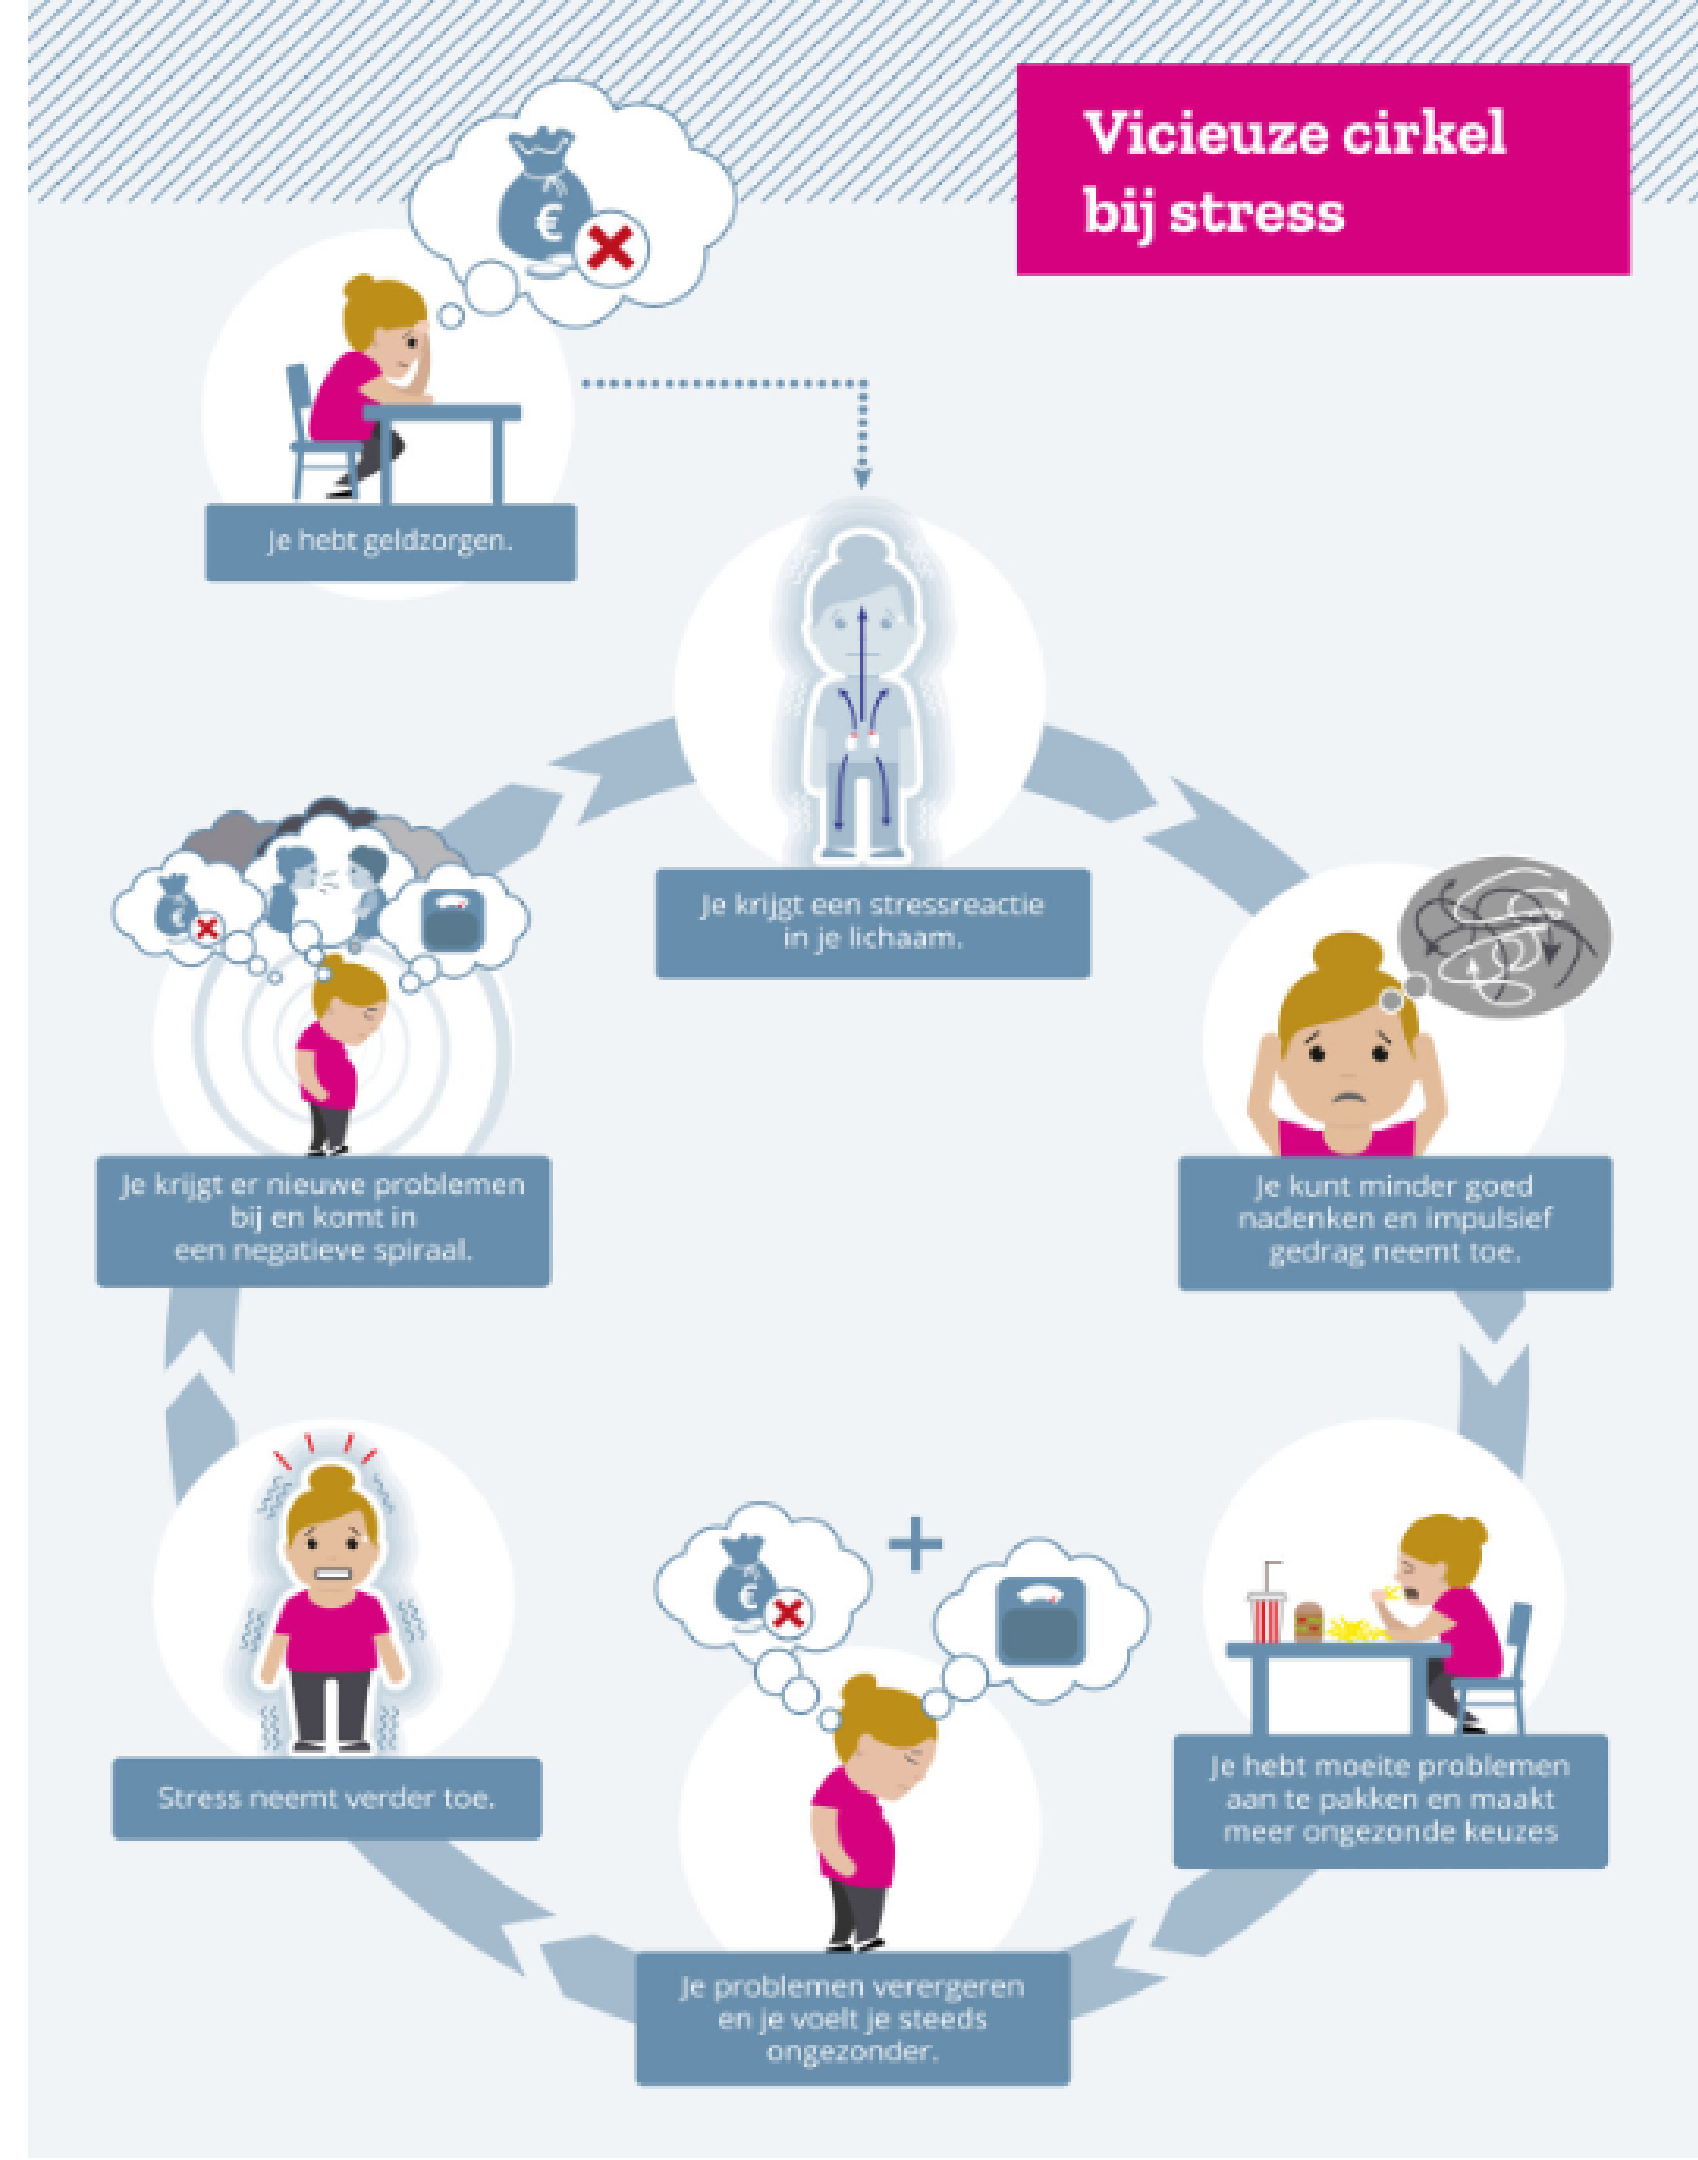 Vicieuze cirkel
bij stress
€
Je hebt geldzorgen.
Je krijgt een stressreactie
in je lichaam.
Je kunt minder goed
nadenken en impulsief
gedrag neemt toe.
Je hebt moeite problemen
aan te pakken en maakt
meer ongezonde keuzes
€
+
Je problemen verergeren
en je voelt je steeds
ongezonder.
Stress neemt verder toe.
€
Je krijgt er nieuwe problemen
bij en komt in
een negatieve spiraal.